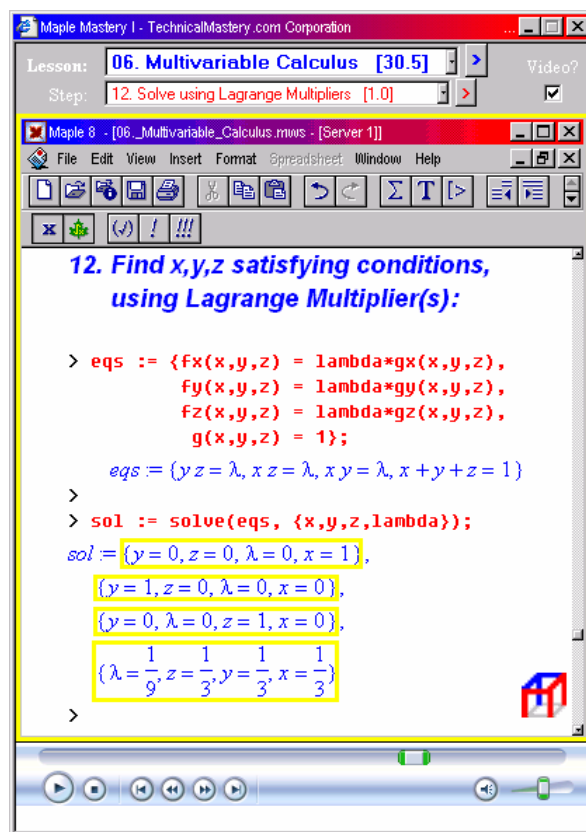 Maple Mastery I - TechnicalMastery.com Corporation ...
Lesson: 06. Multivariable Calculus [30.5] > Video?
Step: 12. Solve using Lagrange Multipliers [1.0] >
Maple 8 - [06._Multivariable_Calculus.mws - [Server 1]]
File Edit View Insert Format Spreadsheet Window Help
Σ T [>
x (√) ! !!!
12. Find x,y,z satisfying conditions,
using Lagrange Multiplier(s):
> eqs := {fx(x,y,z) = lambda*gx(x,y,z),
fy(x,y,z) = lambda*gy(x,y,z),
fz(x,y,z) = lambda*gz(x,y,z),
g(x,y,z) = 1};
eqs := {y z = λ, x z = λ, x y = λ, x + y + z = 1}
>
> sol := solve(eqs, {x,y,z,lambda});
sol := {y = 0, z = 0, λ = 0, x = 1},
{y = 1, z = 0, λ = 0, x = 0},
{y = 0, λ = 0, z = 1, x = 0},
{λ = 1/9, z = 1/3, y = 1/3, x = 1/3}
>